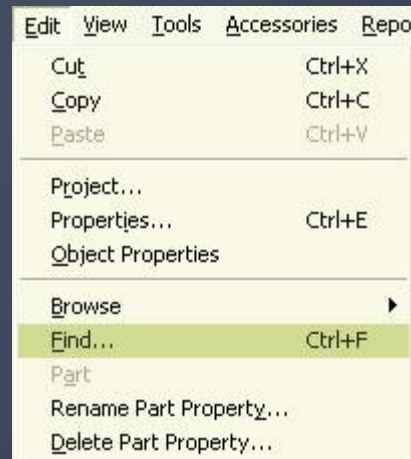 Edit View Tools Accessories Repo
Cut Ctrl+X
Copy Ctrl+C
Paste Ctrl+V
Project...
Properties... Ctrl+E
Object Properties
Browse
Find... Ctrl+F
Part
Rename Part Property...
Delete Part Property...